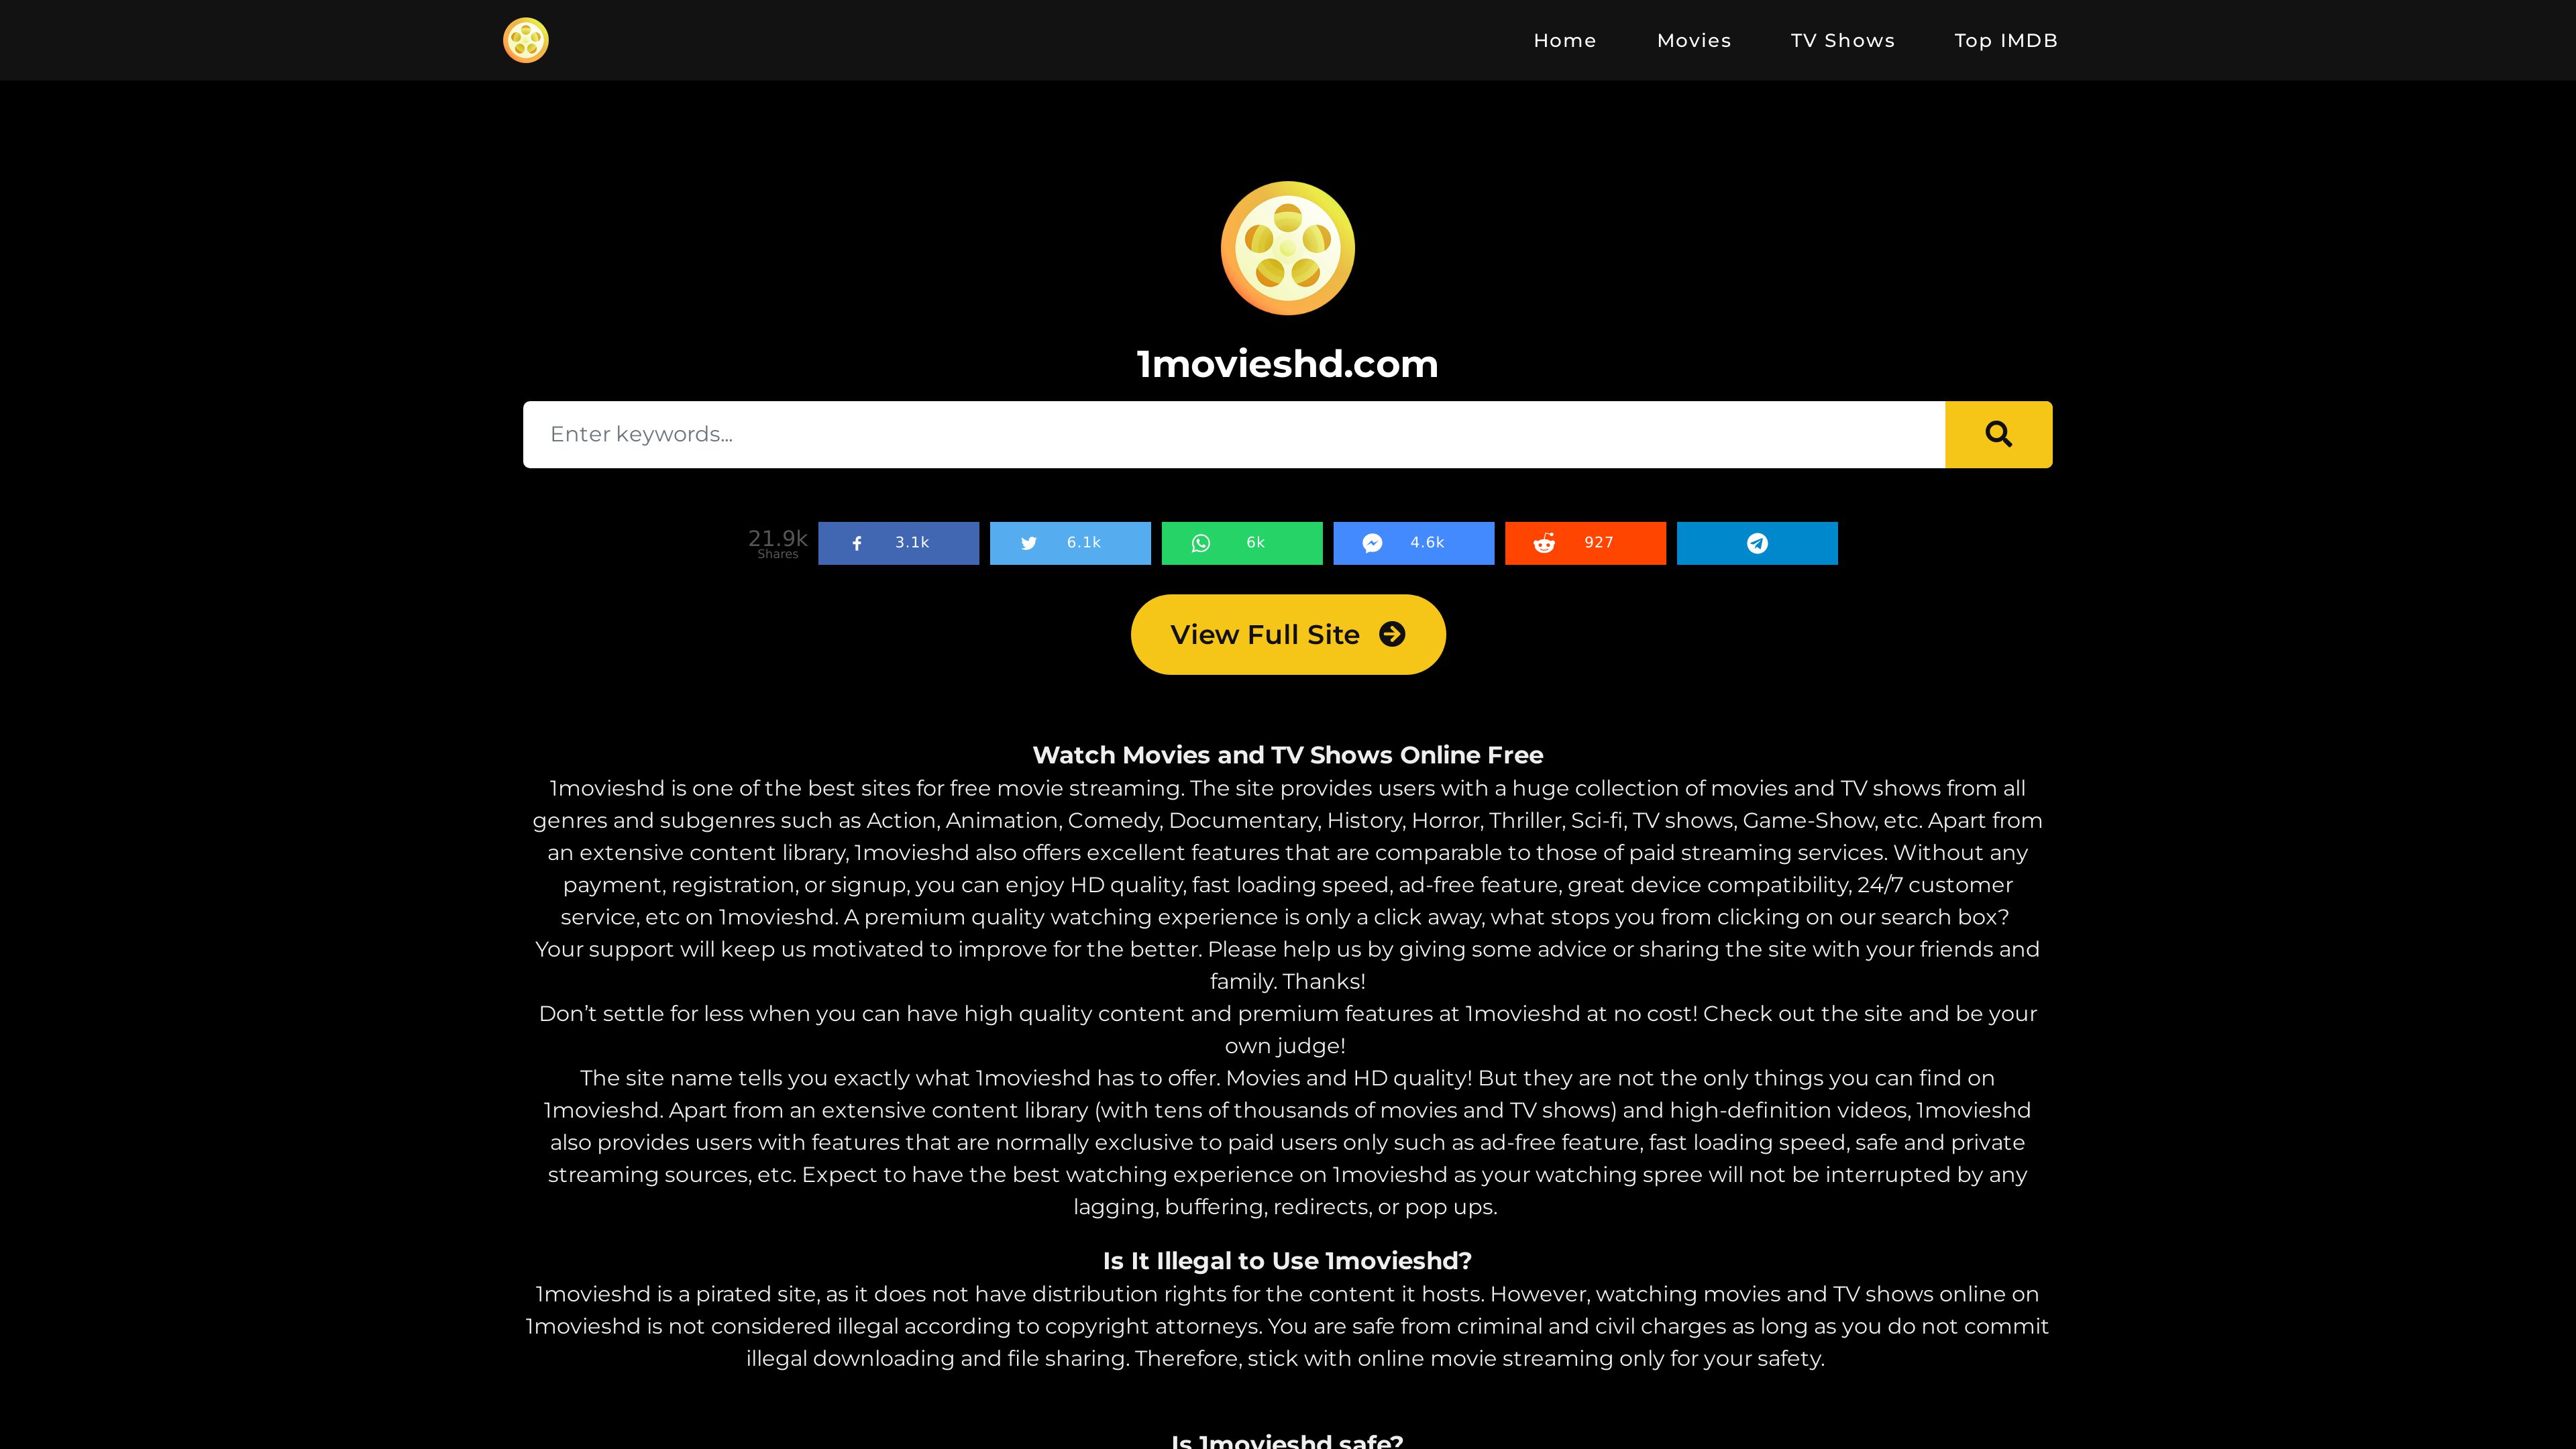 Home Movies TV Shows Top IMDB
1movieshd.com
Enter keywords...
21.9k
Shares
3.1k 6.1k 6k 4.6k 927
View Full Site
Watch Movies and TV Shows Online Free
1movieshd is one of the best sites for free movie streaming. The site provides users with a huge collection of movies and TV shows from all
genres and subgenres such as Action, Animation, Comedy, Documentary, History, Horror, Thriller, Sci-fi, TV shows, Game-Show, etc. Apart from
an extensive content library, 1movieshd also offers excellent features that are comparable to those of paid streaming services. Without any
payment, registration, or signup, you can enjoy HD quality, fast loading speed, ad-free feature, great device compatibility, 24/7 customer
service, etc on 1movieshd. A premium quality watching experience is only a click away, what stops you from clicking on our search box?
Your support will keep us motivated to improve for the better. Please help us by giving some advice or sharing the site with your friends and
family. Thanks!
Don’t settle for less when you can have high quality content and premium features at 1movieshd at no cost! Check out the site and be your
own judge!
The site name tells you exactly what 1movieshd has to offer. Movies and HD quality! But they are not the only things you can find on
1movieshd. Apart from an extensive content library (with tens of thousands of movies and TV shows) and high-definition videos, 1movieshd
also provides users with features that are normally exclusive to paid users only such as ad-free feature, fast loading speed, safe and private
streaming sources, etc. Expect to have the best watching experience on 1movieshd as your watching spree will not be interrupted by any
lagging, buffering, redirects, or pop ups.
Is It Illegal to Use 1movieshd?
1movieshd is a pirated site, as it does not have distribution rights for the content it hosts. However, watching movies and TV shows online on
1movieshd is not considered illegal according to copyright attorneys. You are safe from criminal and civil charges as long as you do not commit
illegal downloading and file sharing. Therefore, stick with online movie streaming only for your safety.
Is 1movieshd safe?